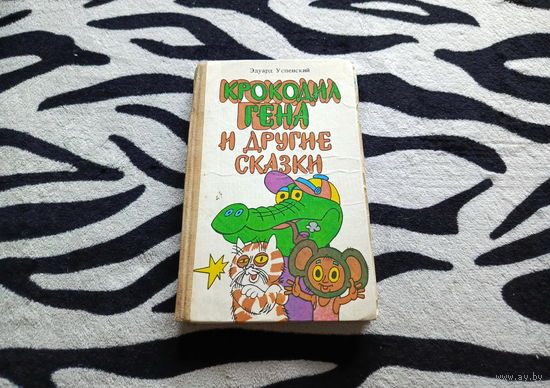 Эдуард Успенский
КРОКОДИЛ
ГЕНА
И ДРУГИЕ
СКАЗКИ
© www.ay.by